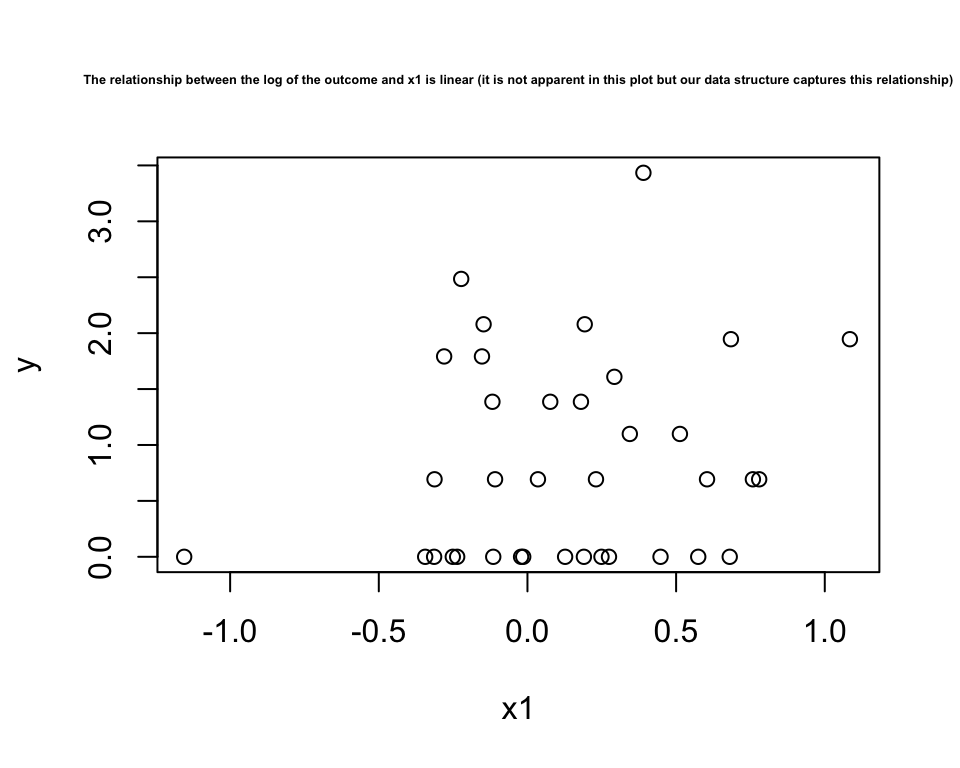 The relationship between the log of the outcome and x1 is linear (it is not apparent in this plot but our data structure captures this relationship)
3.0
2.0
1.0
0.0
y
-1.0 -0.5 0.0 0.5 1.0
x1